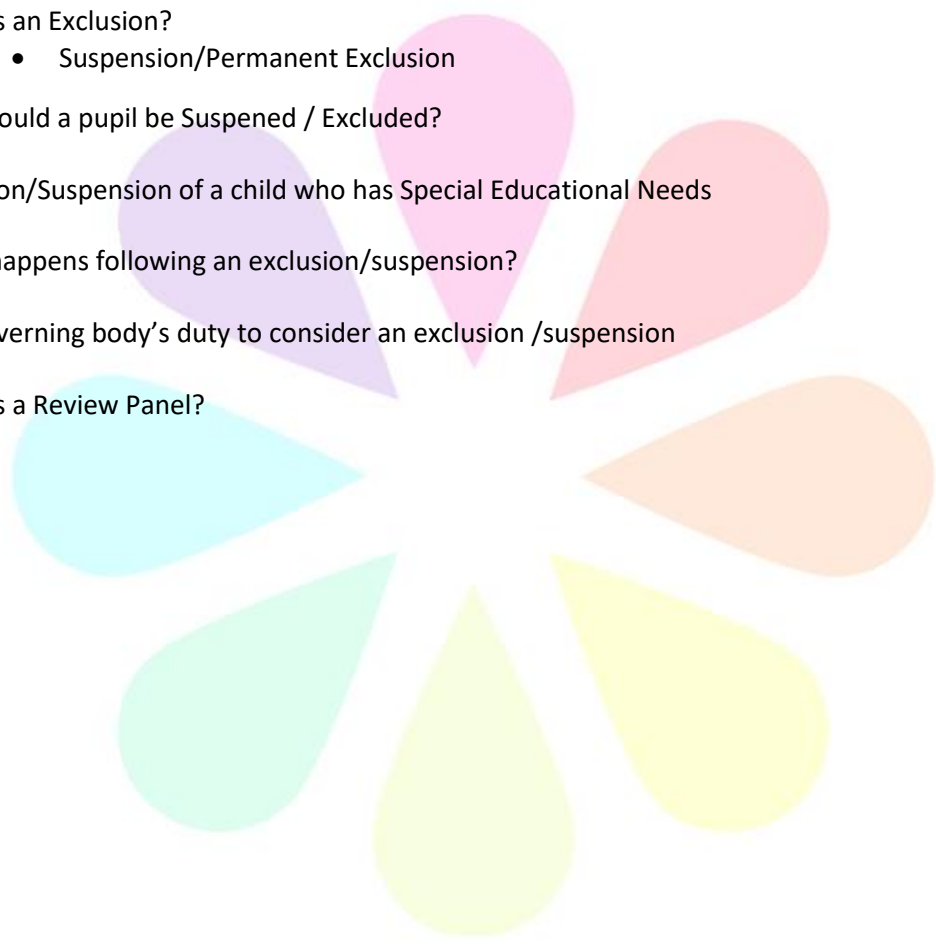 s an Exclusion?
• Suspension/Permanent Exclusion
ould a pupil be Suspened / Excluded?
on/Suspension of a child who has Special Educational Needs
appens following an exclusion/suspension?
verning body’s duty to consider an exclusion /suspension
s a Review Panel?